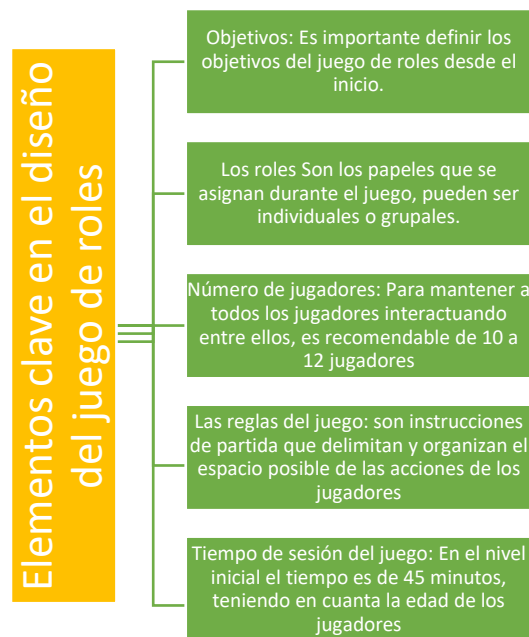 Elementos clave en el diseño
del juego de roles
Objetivos: Es importante definir los
objetivos del juego de roles desde el
inicio.
Los roles Son los papeles que se
asignan durante el juego, pueden ser
individuales o grupales.
Número de jugadores: Para mantener a
todos los jugadores interactuando
entre ellos, es recomendable de 10 a
12 jugadores
Las reglas del juego: son instrucciones
de partida que delimitan y organizan el
espacio posible de las acciones de los
jugadores
Tiempo de sesión del juego: En el nivel
inicial el tiempo es de 45 minutos,
teniendo en cuanta la edad de los
jugadores